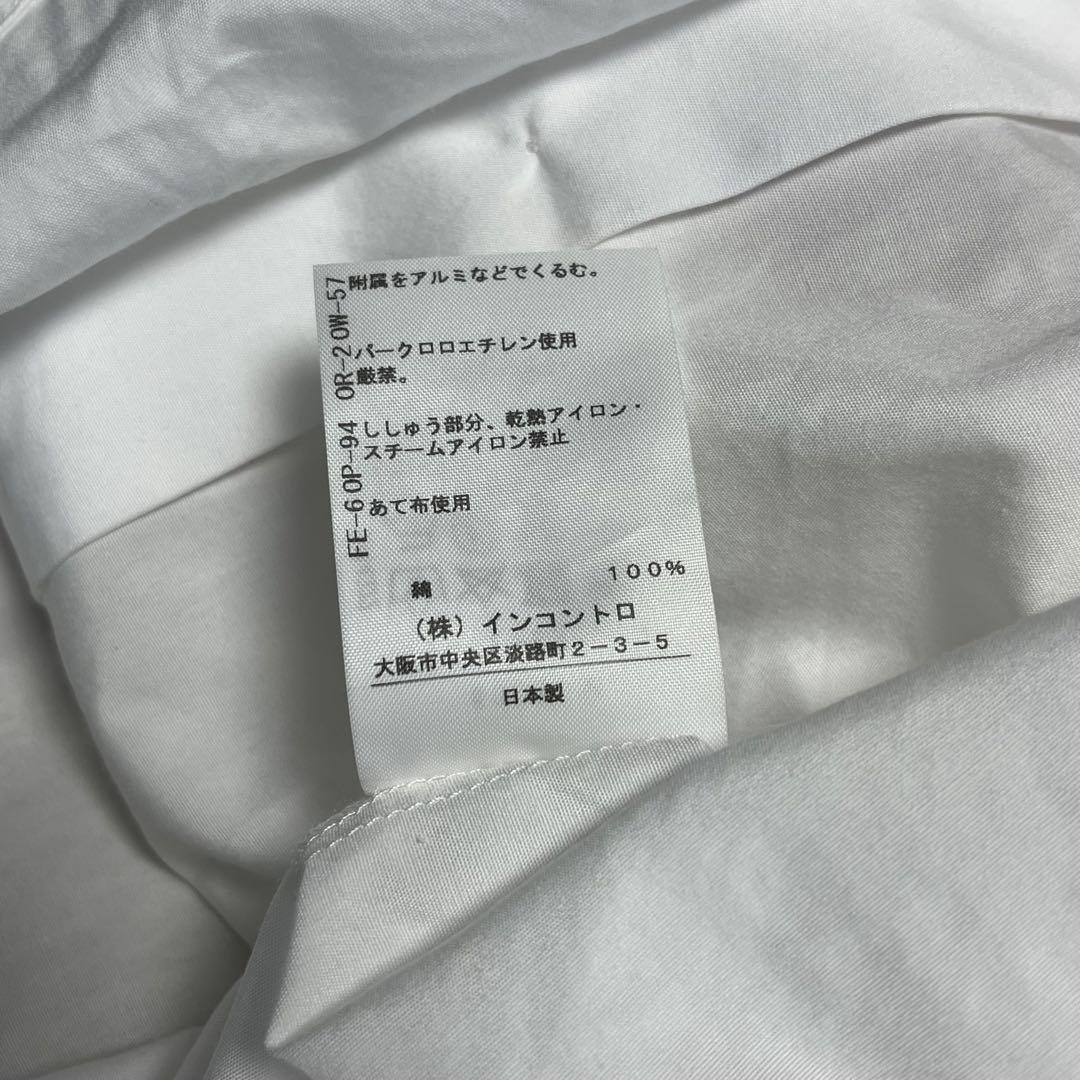 附属をアルミなどでくるむ。
パークロロエチレン使用
厳禁。
ししゅう部分、乾熱アイロン・
スチームアイロン禁止
あて布使用
綿 100%
（株）インコントロ
大阪市中央区淡路町2－3－5
日本製
FE-60P-94 OR-20W-57